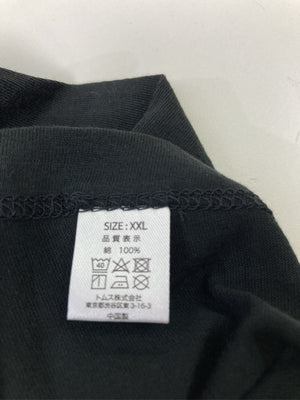 SIZE : XXL
品質表示
綿 100%
40
トムス株式会社
東京都渋谷区東3-16-3
中国製